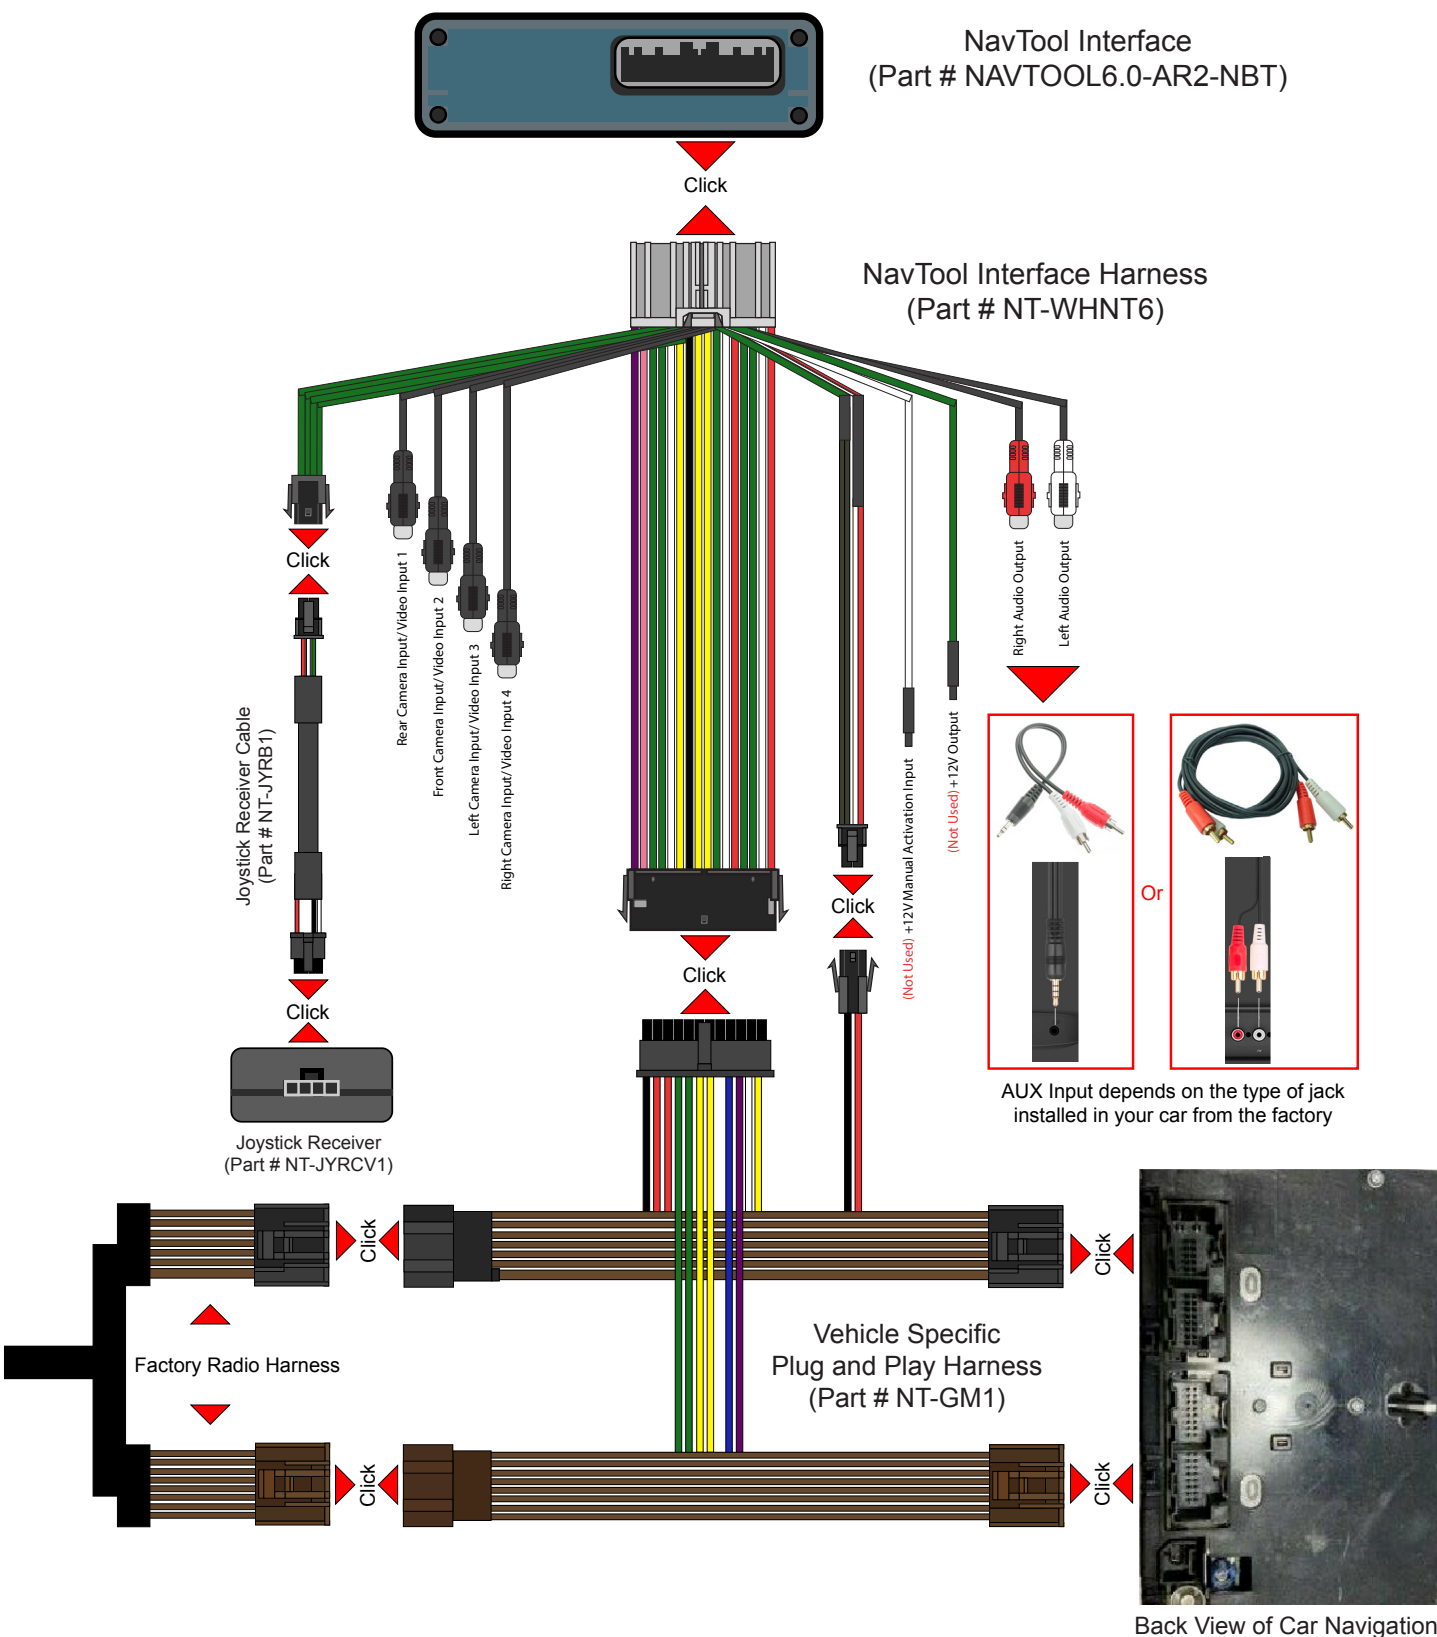 NavTool Interface
(Part # NAVTOOL6.0-AR2-NBT)
Click
NavTool Interface Harness
(Part # NT-WHNT6)
Click
Rear Camera Input/ Video Input 1
Front Camera Input/ Video Input 2
Left Camera Input/ Video Input 3
Right Camera Input/ Video Input 4
Right Audio Output
Left Audio Output
Joystick Receiver Cable
(Part # NT-JYRB1)
(Not Used) +12V Manual Activation Input
(Not Used) +12V Output
Or
Click
Click
Click
AUX Input depends on the type of jack
installed in your car from the factory
Joystick Receiver
(Part # NT-JYRCV1)
Click
Click
Factory Radio Harness
Vehicle Specific
Plug and Play Harness
(Part # NT-GM1)
Click
Click
Back View of Car Navigation